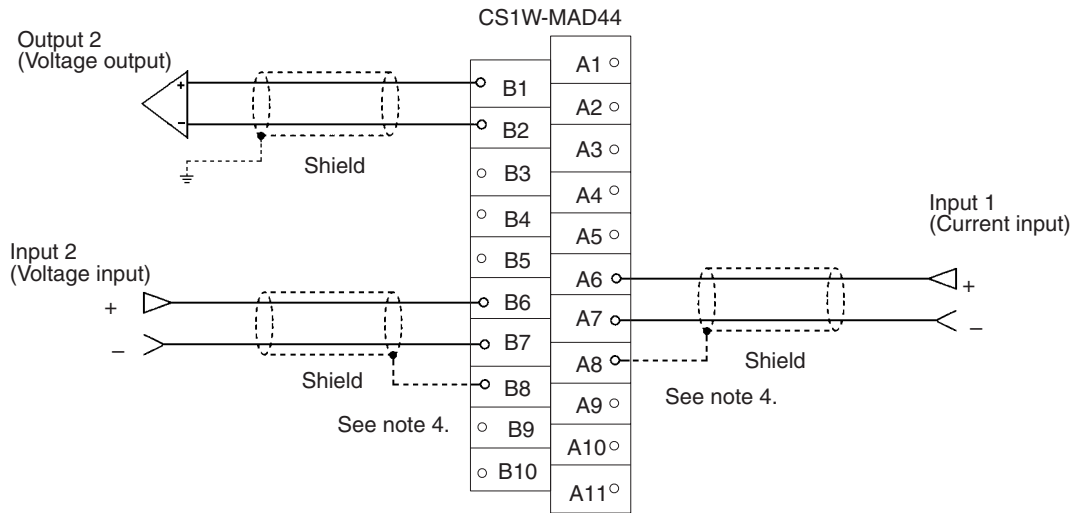 CS1W-MAD44
Output 2
(Voltage output)
+
−
Shield
Input 2
(Voltage input)
+
−
Shield
See note 4.
B1
B2
B3
B4
B5
B6
B7
B8
B9
B10
A1
A2
A3
A4
A5
A6
A7
A8
A9
A10
A11
Input 1
(Current input)
+
−
Shield
See note 4.